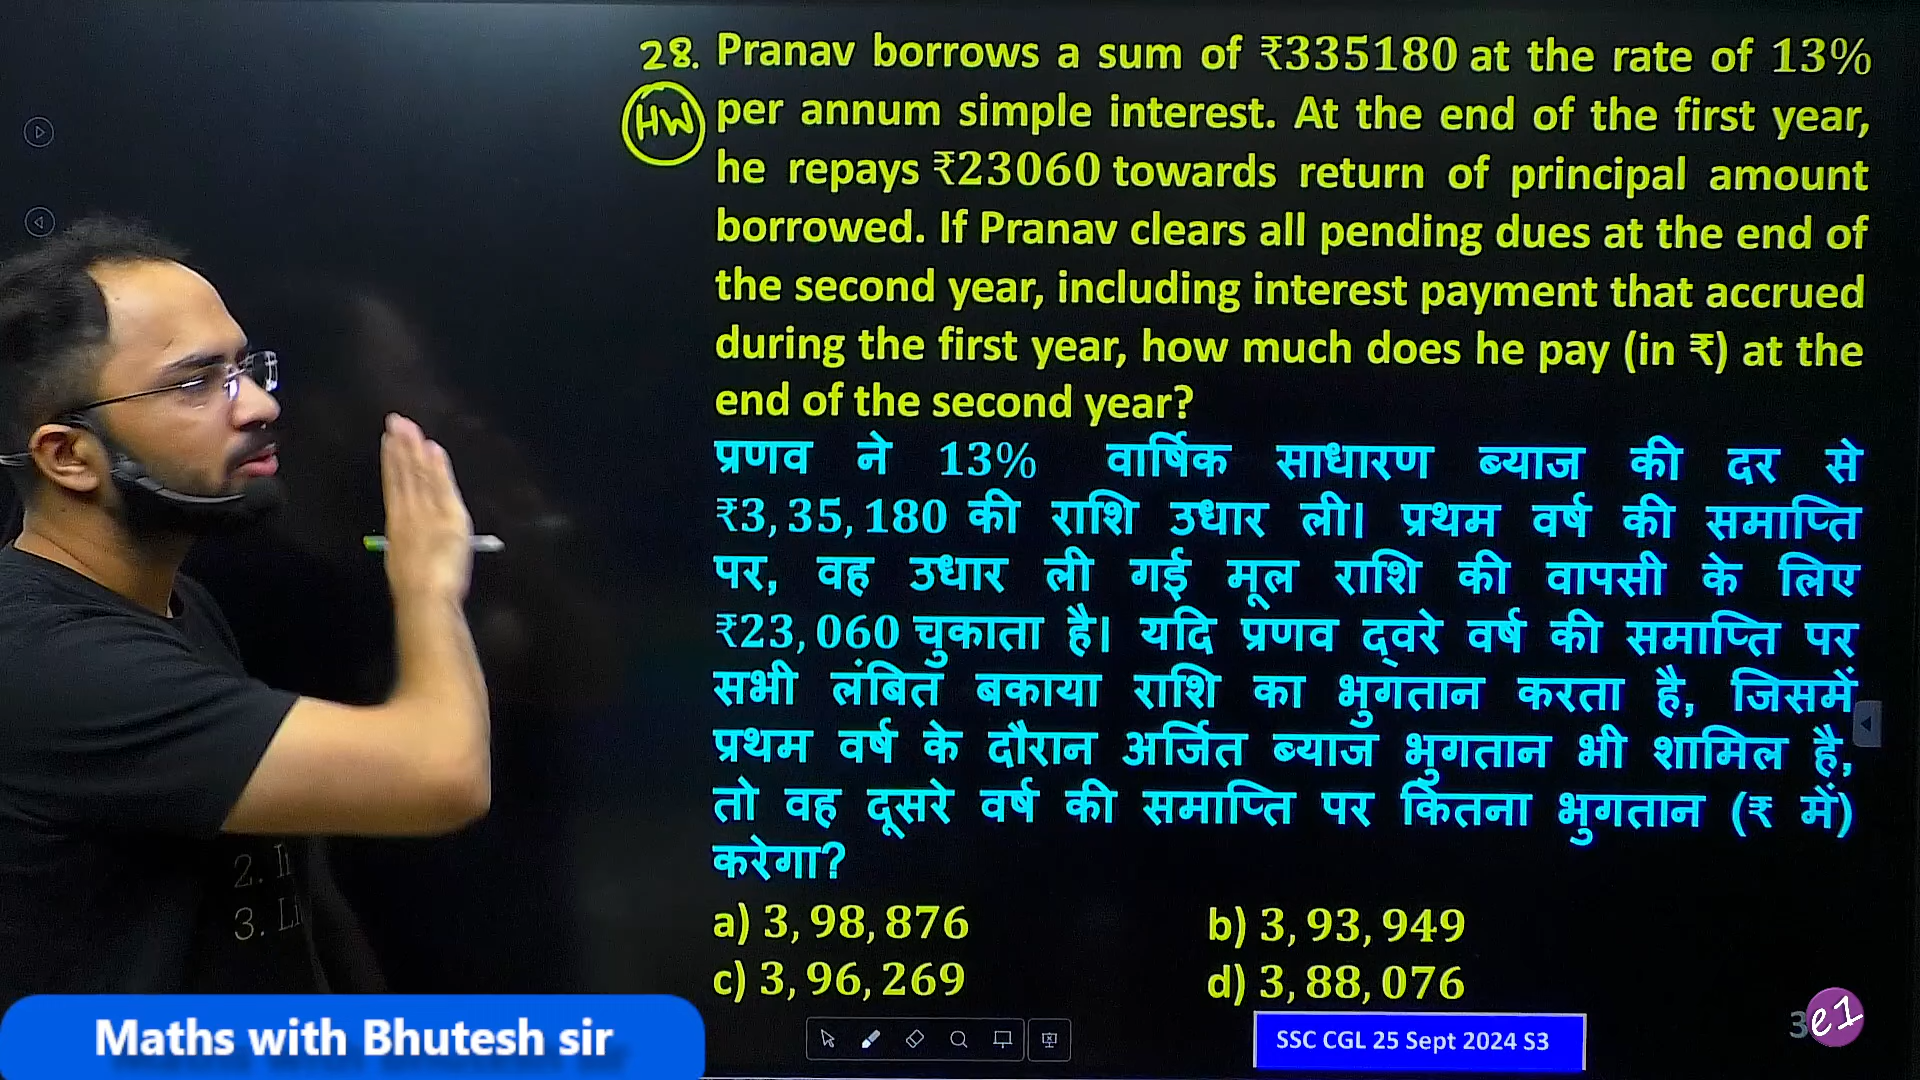 28. Pranav borrows a sum of ₹335180 at the rate of 13%
HW per annum simple interest. At the end of the first year,
he repays ₹23060 towards return of principal amount
borrowed. If Pranav clears all pending dues at the end of
the second year, including interest payment that accrued
during the first year, how much does he pay (in ₹) at the
end of the second year?
प्रणव ने 13% वार्षिक साधारण ब्याज की दर से
₹3,35,180 की राशि उधार ली। प्रथम वर्ष की समाप्ति
पर, वह उधार ली गई मूल राशि की वापसी के लिए
₹23,060 चुकाता है। यदि प्रणव द्वरे वर्ष की समाप्ति पर
सभी लंबित बकाया राशि का भुगतान करता है, जिसमें
प्रथम वर्ष के दौरान अर्जित ब्याज भुगतान भी शामिल है,
तो वह दूसरे वर्ष की समाप्ति पर कितना भुगतान (₹ में)
करेगा?
a) 3,98,876 b) 3,93,949
c) 3,96,269 d) 3,88,076
2.
3.
Maths with Bhutesh sir
SSC CGL 25 Sept 2024 S3
e1